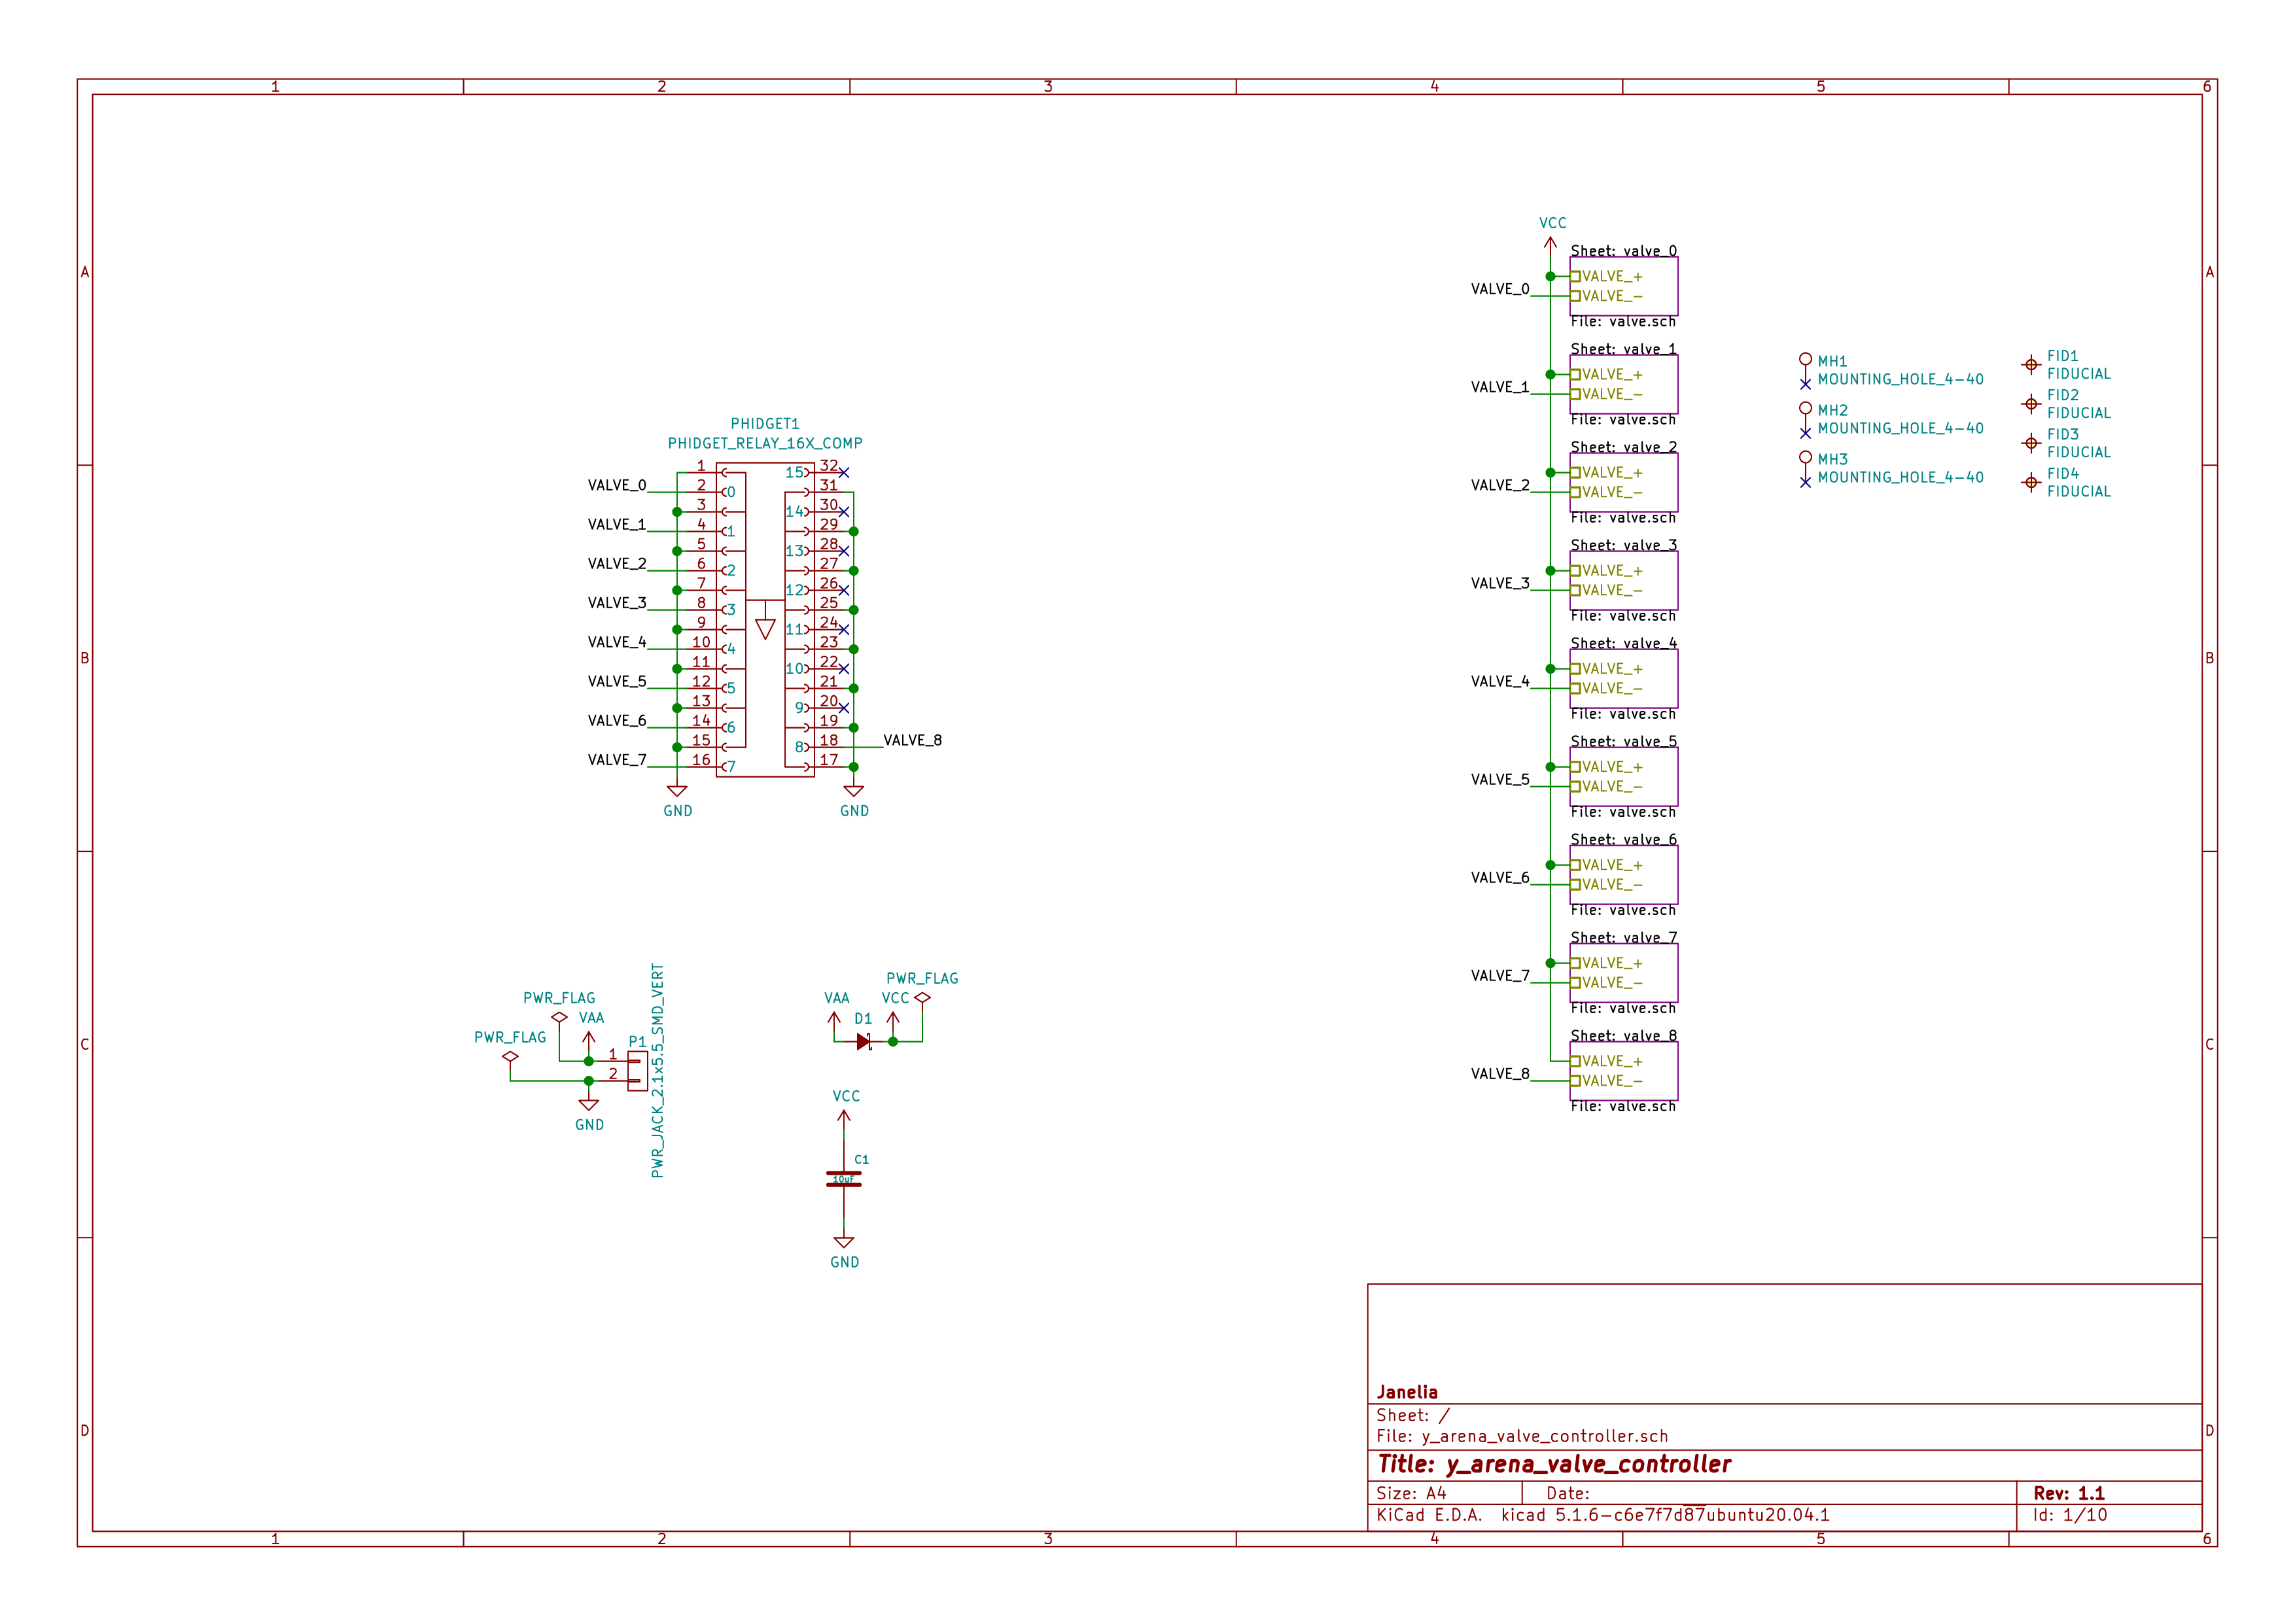 1 2 3 4 5 6
A
B
C
D
A
B
C
D
1 2 3 4 5 6
PHIDGET1
PHIDGET_RELAY_16X_COMP
VALVE_0
VALVE_1
VALVE_2
VALVE_3
VALVE_4
VALVE_5
VALVE_6
VALVE_7
1
2 0
3
4 1
5
6 2
7
8 3
9
10 4
11
12 5
13
14 6
15
16 7
15 32
31
14 30
29
13 28
27
12 26
25
11 24
23
10 22
21
9 20
19
8 18
17
VALVE_8
GND
GND
PWR_FLAG
VAA
PWR_FLAG
P1
1
2
GND
PWR_JACK_2.1x5.5_SMD_VERT
PWR_FLAG
VAA
VCC
D1
VCC
C1
10uF
GND
VCC
Sheet: valve_0
VALVE_+
VALVE_0
VALVE_-
File: valve.sch
Sheet: valve_1
VALVE_+
VALVE_1
VALVE_-
File: valve.sch
Sheet: valve_2
VALVE_+
VALVE_2
VALVE_-
File: valve.sch
Sheet: valve_3
VALVE_+
VALVE_3
VALVE_-
File: valve.sch
Sheet: valve_4
VALVE_+
VALVE_4
VALVE_-
File: valve.sch
Sheet: valve_5
VALVE_+
VALVE_5
VALVE_-
File: valve.sch
Sheet: valve_6
VALVE_+
VALVE_6
VALVE_-
File: valve.sch
Sheet: valve_7
VALVE_+
VALVE_7
VALVE_-
File: valve.sch
Sheet: valve_8
VALVE_+
VALVE_8
VALVE_-
File: valve.sch
MH1
MOUNTING_HOLE_4-40
MH2
MOUNTING_HOLE_4-40
MH3
MOUNTING_HOLE_4-40
FID1
FIDUCIAL
FID2
FIDUCIAL
FID3
FIDUCIAL
FID4
FIDUCIAL
Janelia
Sheet: /
File: y_arena_valve_controller.sch
Title: y_arena_valve_controller
Size: A4 Date: Rev: 1.1
KiCad E.D.A. kicad 5.1.6-c6e7f7d87ubuntu20.04.1 Id: 1/10